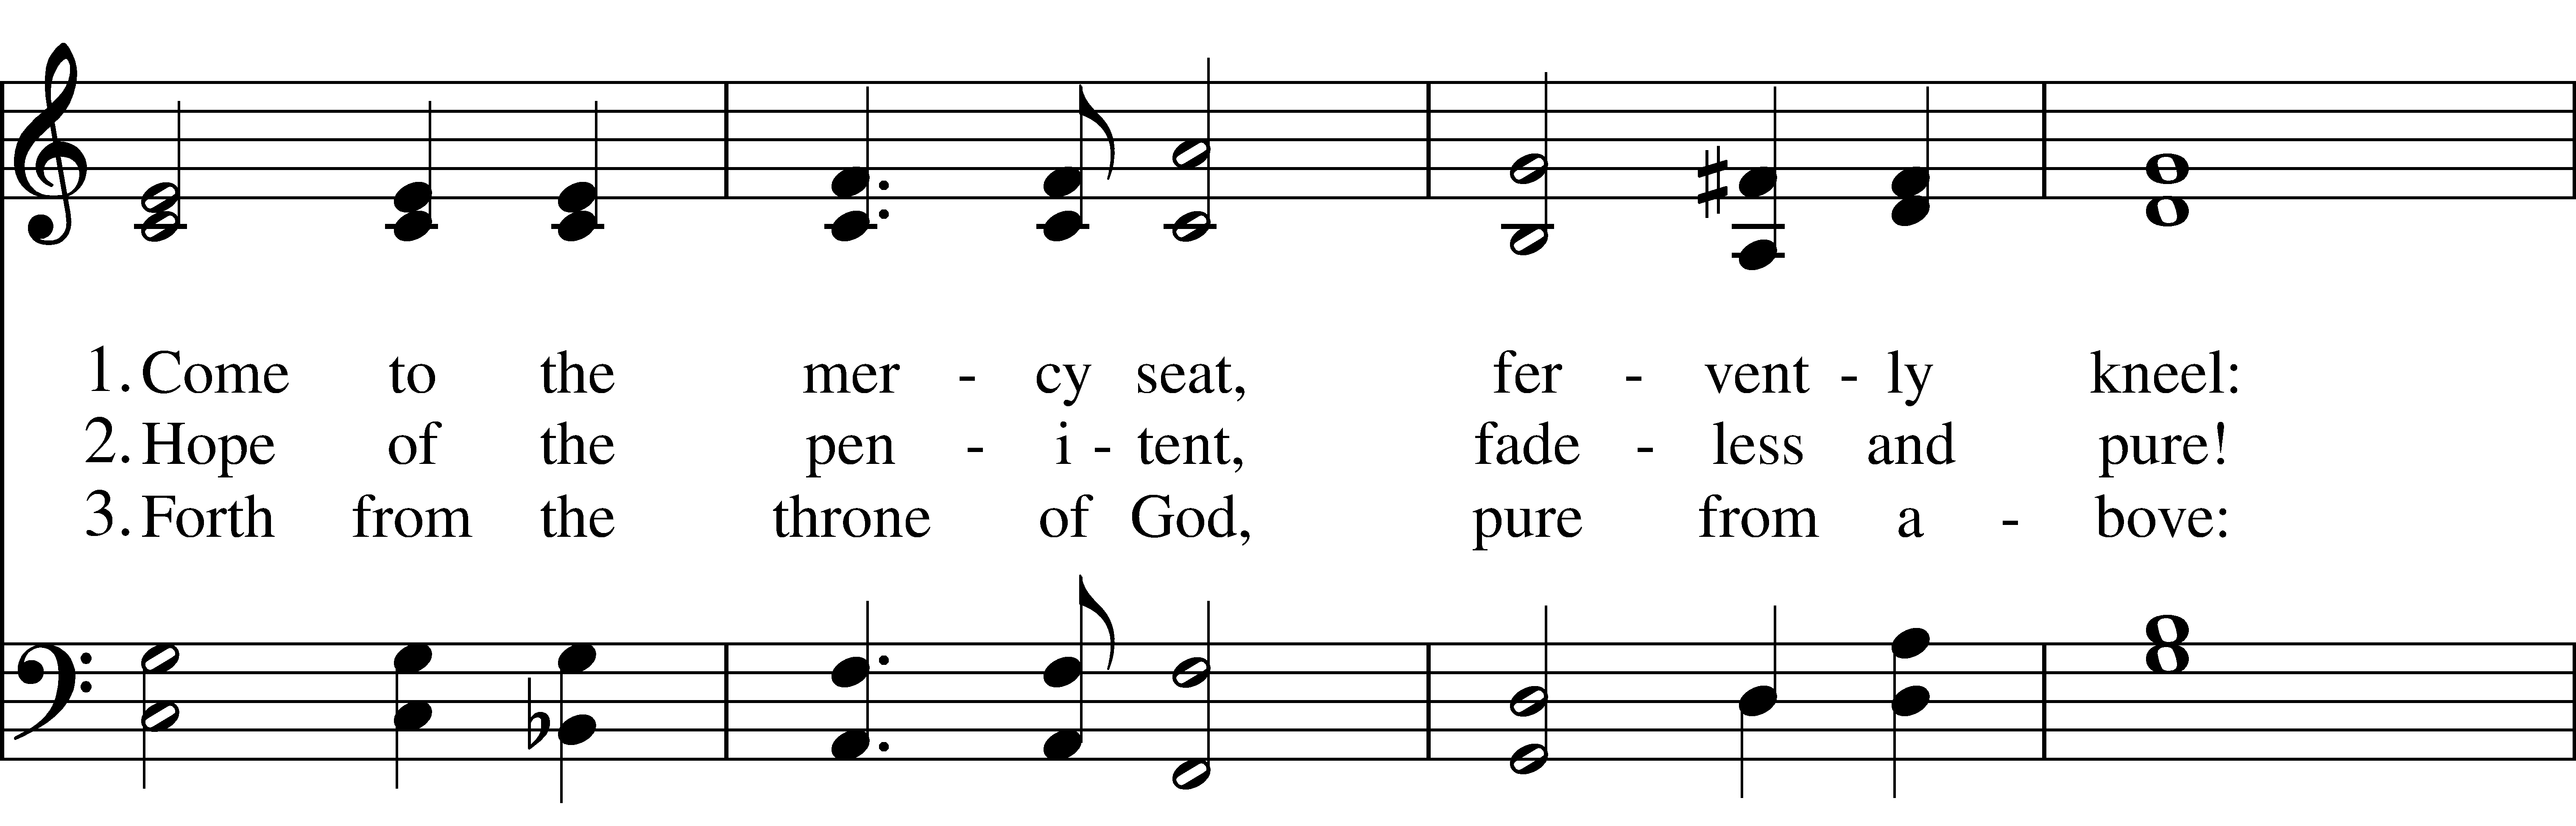 1. Come to the mer - cy seat, fer - vent - ly kneel:
2. Hope of the pen - i - tent, fade - less and pure!
3. Forth from the throne of God, pure from a - bove: